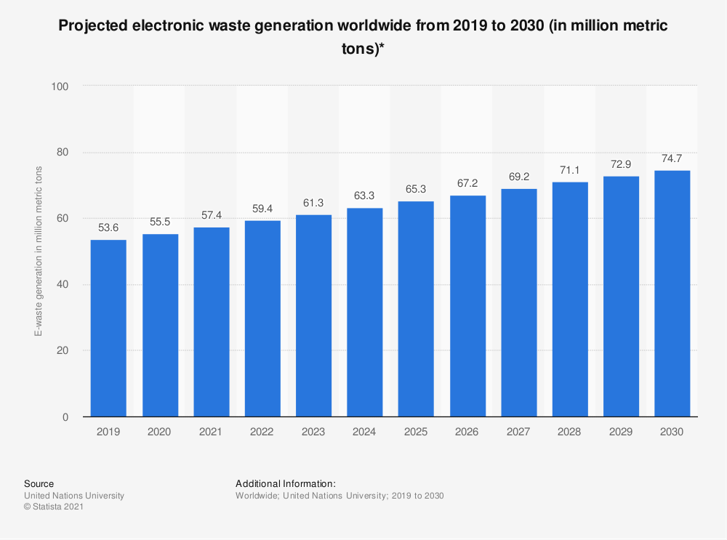 Projected electronic waste generation worldwide from 2019 to 2030 (in million metric
tons)*
E-waste generation in million metric tons
100
80
60
40
20
0
53.6
55.5
57.4
59.4
61.3
63.3
65.3
67.2
69.2
71.1
72.9
74.7
2019 2020 2021 2022 2023 2024 2025 2026 2027 2028 2029 2030
Source
United Nations University
© Statista 2021
Additional Information:
Worldwide; United Nations University; 2019 to 2030